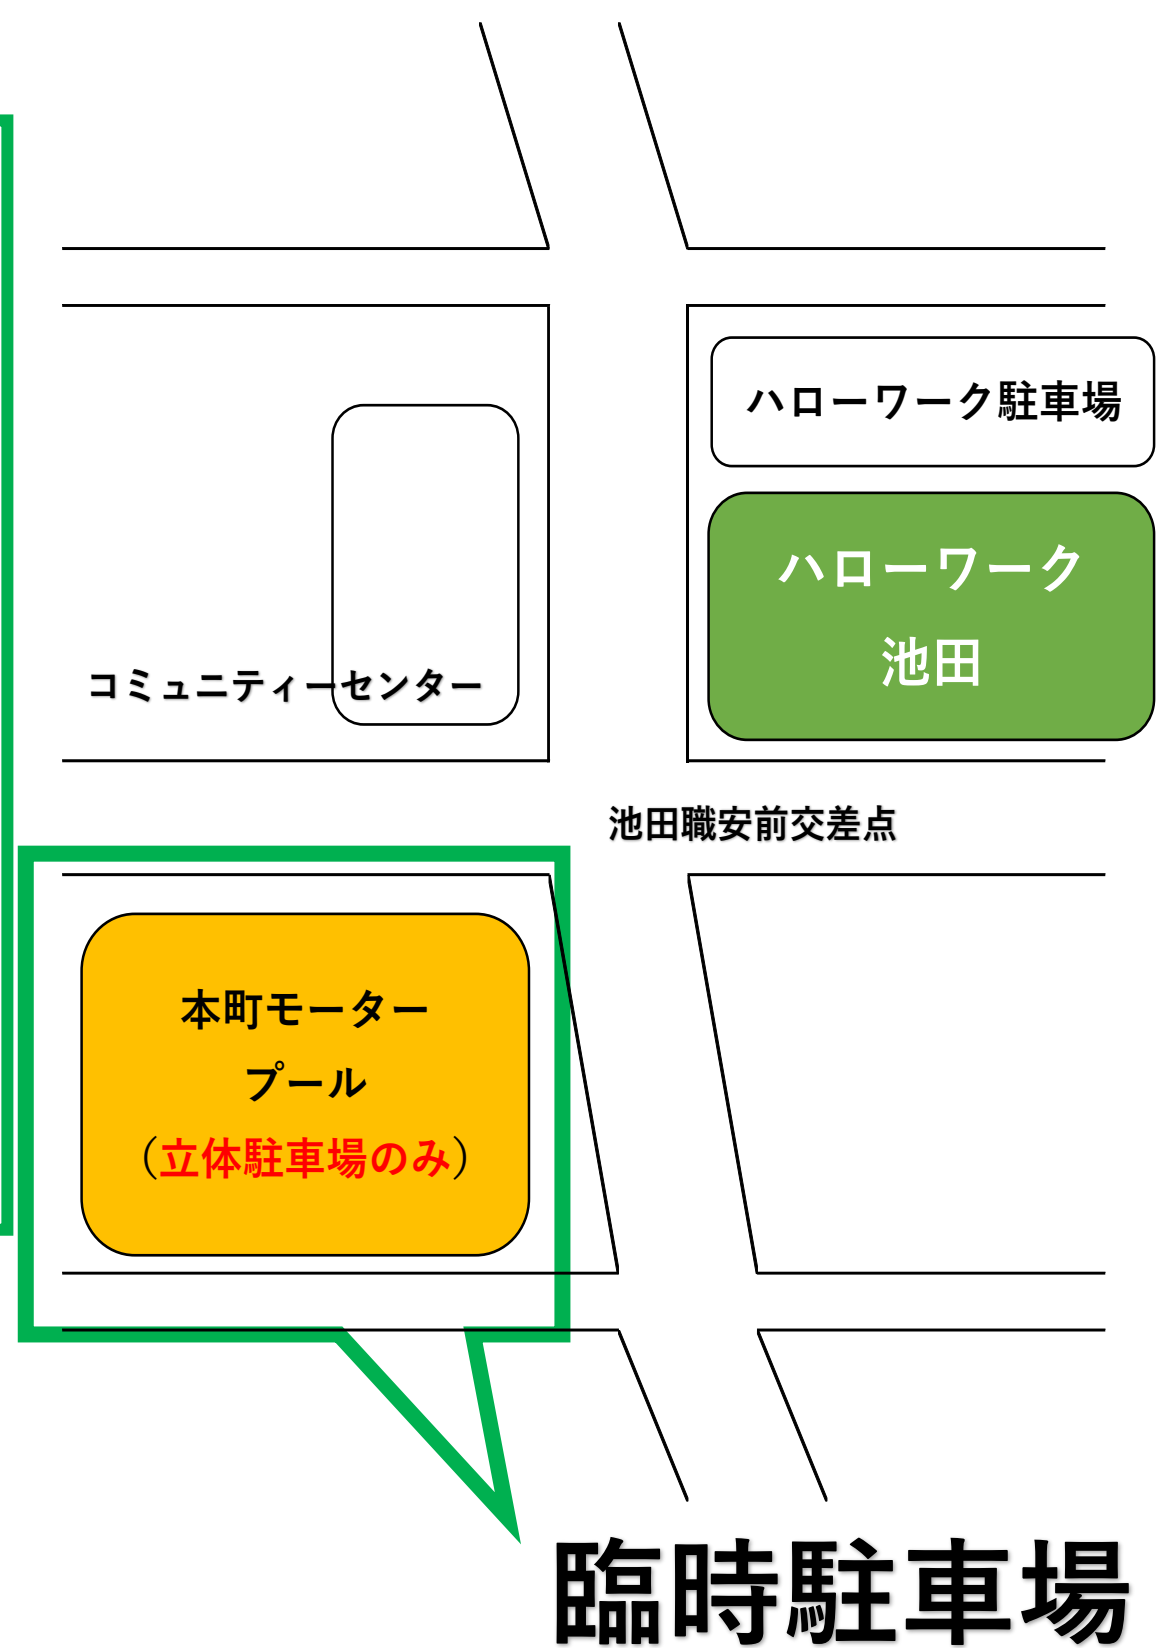 ハローワーク駐車場
ハローワーク
池田
コミュニティーセンター
池田職安前交差点
本町モーター
プール
（立体駐車場のみ）
臨時駐車場